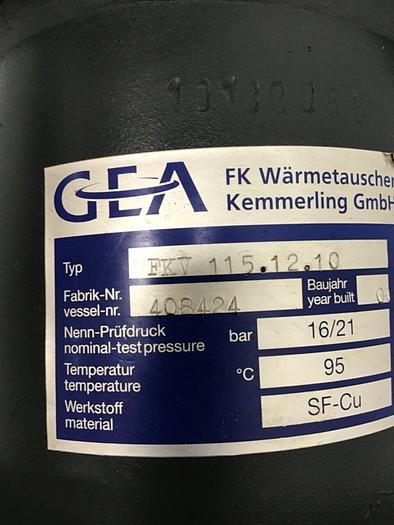 GEA
FK Wärmetauscher
Kemmerling GmbH
Typ FKV 115.12.10
Fabrik-Nr.
vessel-nr. 408424
Baujahr
year built
Nenn-Prüfdruck
nominal-test pressure bar 16/21
Temperatur
temperature °C 95
Werkstoff
material SF-Cu